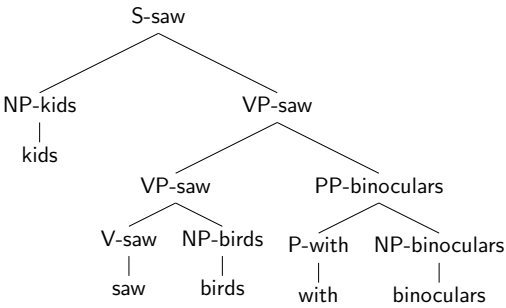 S-saw
NP-kids VP-saw
kids
VP-saw PP-binoculars
V-saw NP-birds P-with NP-binoculars
saw birds with binoculars